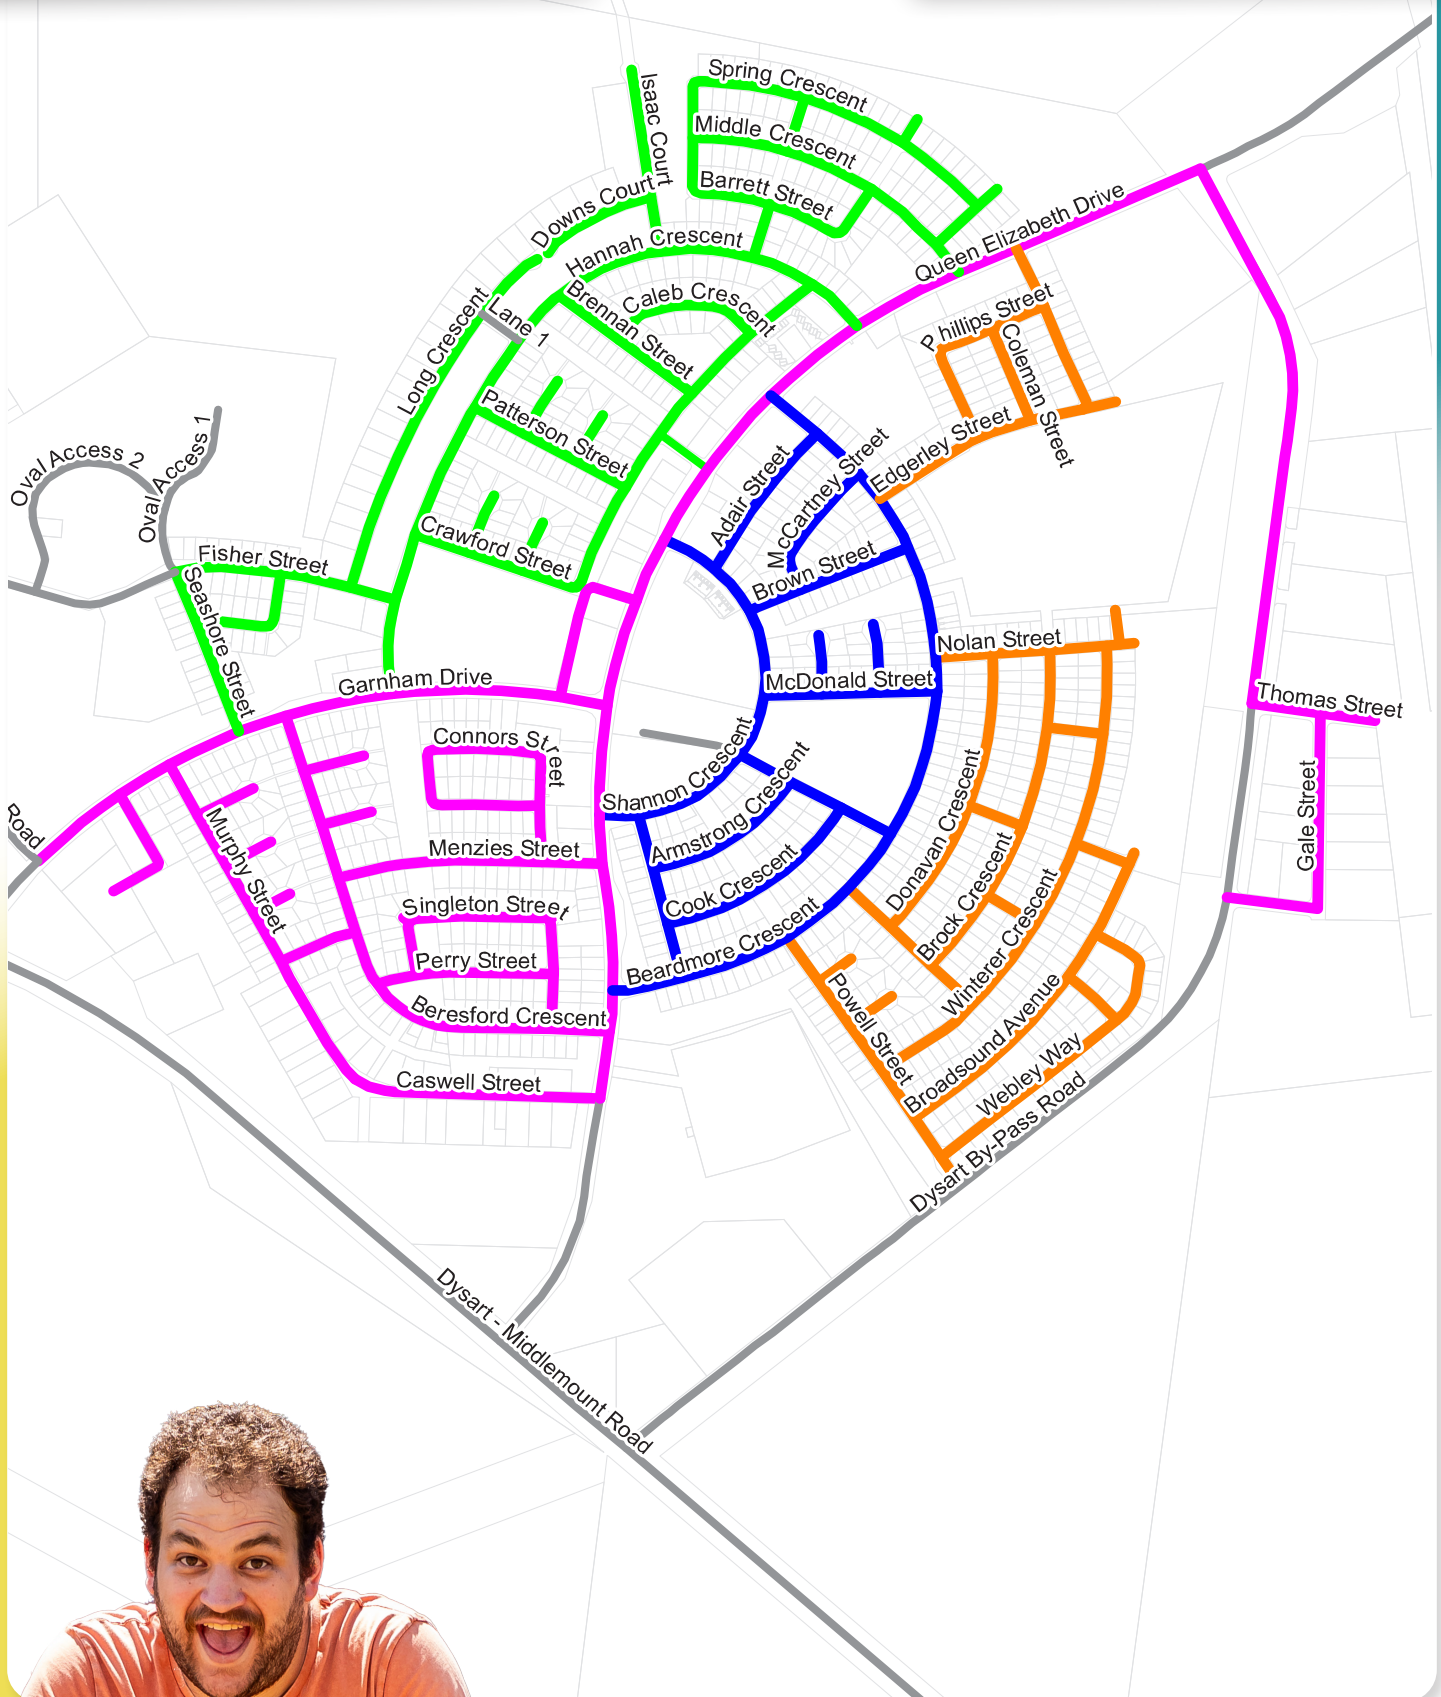 Spring Crescent
Isaac Court
Middle Crescent
Barrett Street
Downs Court
Hannah Crescent
Queen Elizabeth Drive
Caleb Crescent
Brennan Street
Lane 1
Long Crescent
Phillips Street
Coleman Street
Patterson Street
Oval Access 1
Oval Access 2
Adair Street
McCartney Street
Edgerley Street
Crawford Street
Fisher Street
Brown Street
Seashore Street
Nolan Street
Garnham Drive
McDonald Street
Thomas Street
Connors Street
Shannon Crescent
Armstrong Crescent
Donavan Crescent
Gale Street
Road
Murphy Street
Menzies Street
Cook Crescent
Brock Crescent
Singleton Street
Winterer Crescent
Perry Street
Beardmore Crescent
Powell Street
Beresford Crescent
Broadsound Avenue
Caswell Street
Webley Way
Dysart By-Pass Road
Dysart - Middlemount Road